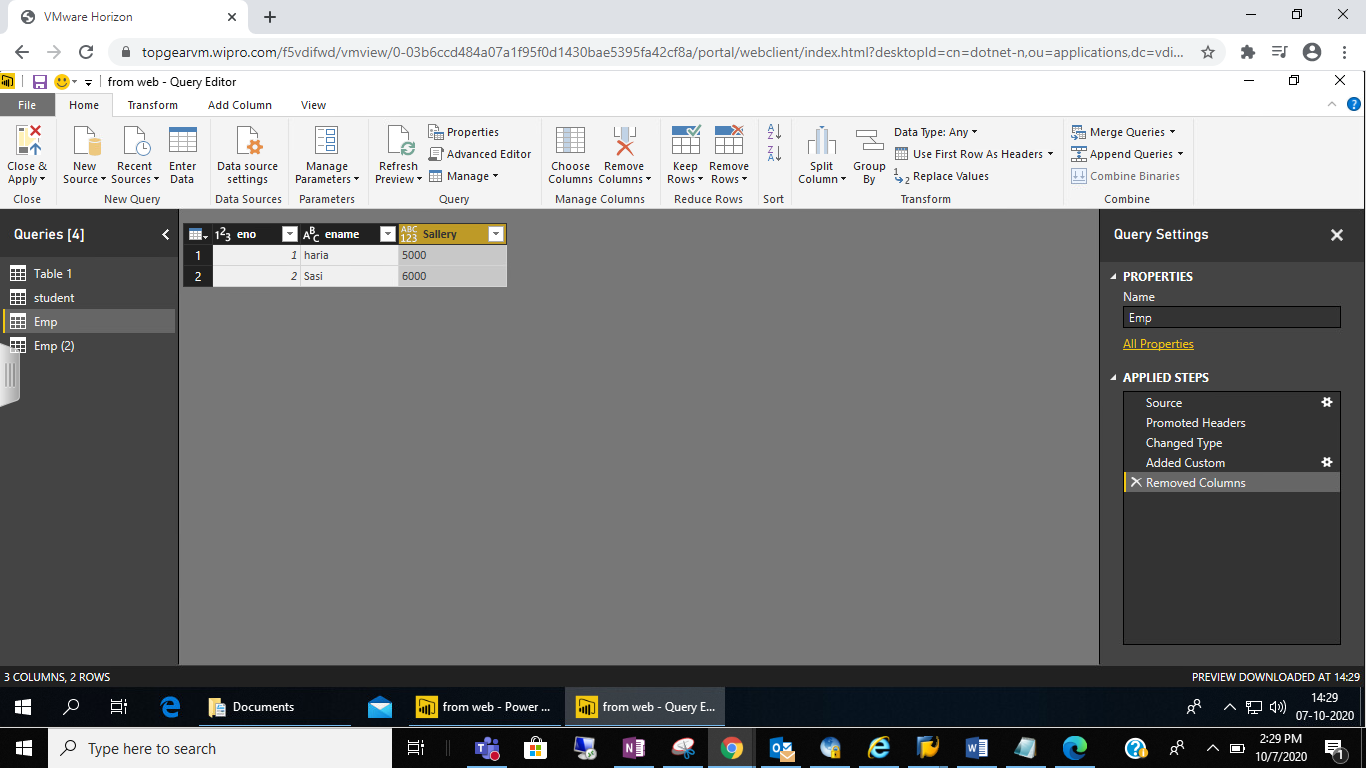 VMware Horizon
topgearvm.wipro.com/f5vdifwd/vmview/0-03b6ccd484a07a1f95f0d1430bae5395fa42cf8a/portal/webclient/index.html?desktopId=cn=dotnet-n,ou=applications,dc=vdi...
from web - Query Editor
File Home Transform Add Column View
Close & Apply
New Source
Recent Sources
Enter Data
Data source settings
Manage Parameters
Refresh Preview
Properties
Advanced Editor
Manage
Choose Columns
Remove Columns
Keep Rows
Remove Rows
Split Column
Group By
Data Type: Any
Use First Row As Headers
Replace Values
Merge Queries
Append Queries
Combine Binaries
Close New Query Data Sources Parameters Query Manage Columns Reduce Rows Sort Transform Combine
Queries [4]
Table 1
student
Emp
Emp (2)
123 eno ABC ename ABC 123 Sallery
1 1 haria 5000
2 2 Sasi 6000
Query Settings
PROPERTIES
Name
Emp
All Properties
APPLIED STEPS
Source
Promoted Headers
Changed Type
Added Custom
Removed Columns
3 COLUMNS, 2 ROWS PREVIEW DOWNLOADED AT 14:29
Documents from web - Power ... from web - Query E... 14:29
07-10-2020
Type here to search 2:29 PM
10/7/2020